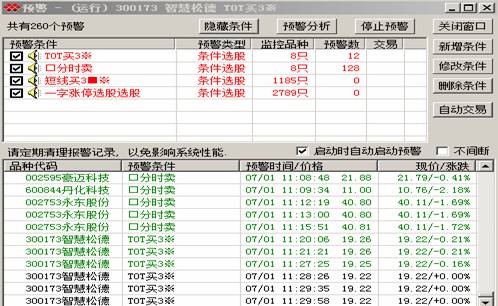 预警 - (运行) 300173 智慧松德 TOT买3※
共有260个预警 隐藏条件 预警分析 停止预警 关闭窗口
预警条件 预警类型 监控品种 预警数 交易 新增条件
TOT买3※ 条件选股 8只 12
口分时卖 条件选股 8只 128 修改条件
短线买3■※ 条件选股 1185只 0 删除条件
一字涨停选股选股 条件选股 2789只 0
自动交易
请定期清理报警记录, 以免影响系统性能. 启动时自动启动预警 不间断
品种代码 预警条件 预警时间/价格 现价/涨跌
002595豪迈科技 口分时卖 07/01 11:08:48 21.88 21.79/-0.41%
600844丹化科技 口分时卖 07/01 11:09:34 11.00 10.76/-2.18%
002753永东股份 口分时卖 07/01 11:12:19 40.80 40.11/-1.69%
002753永东股份 口分时卖 07/01 11:13:00 40.80 40.11/-1.69%
002753永东股份 口分时卖 07/01 11:15:51 40.81 40.11/-1.72%
300173智慧松德 TOT买3※ 07/01 11:20:06 19.26 19.22/-0.21%
300173智慧松德 TOT买3※ 07/01 11:21:21 19.26 19.22/-0.21%
300173智慧松德 TOT买3※ 07/01 11:27:25 19.25 19.22/-0.16%
300173智慧松德 TOT买3※ 07/01 11:28:26 19.22 19.22/+0.00%
300173智慧松德 TOT买3※ 07/01 11:29:35 19.22 19.22/+0.00%
300173智慧松德 TOT买3※ 07/01 11:29:58 19.22 19.22/+0.00%